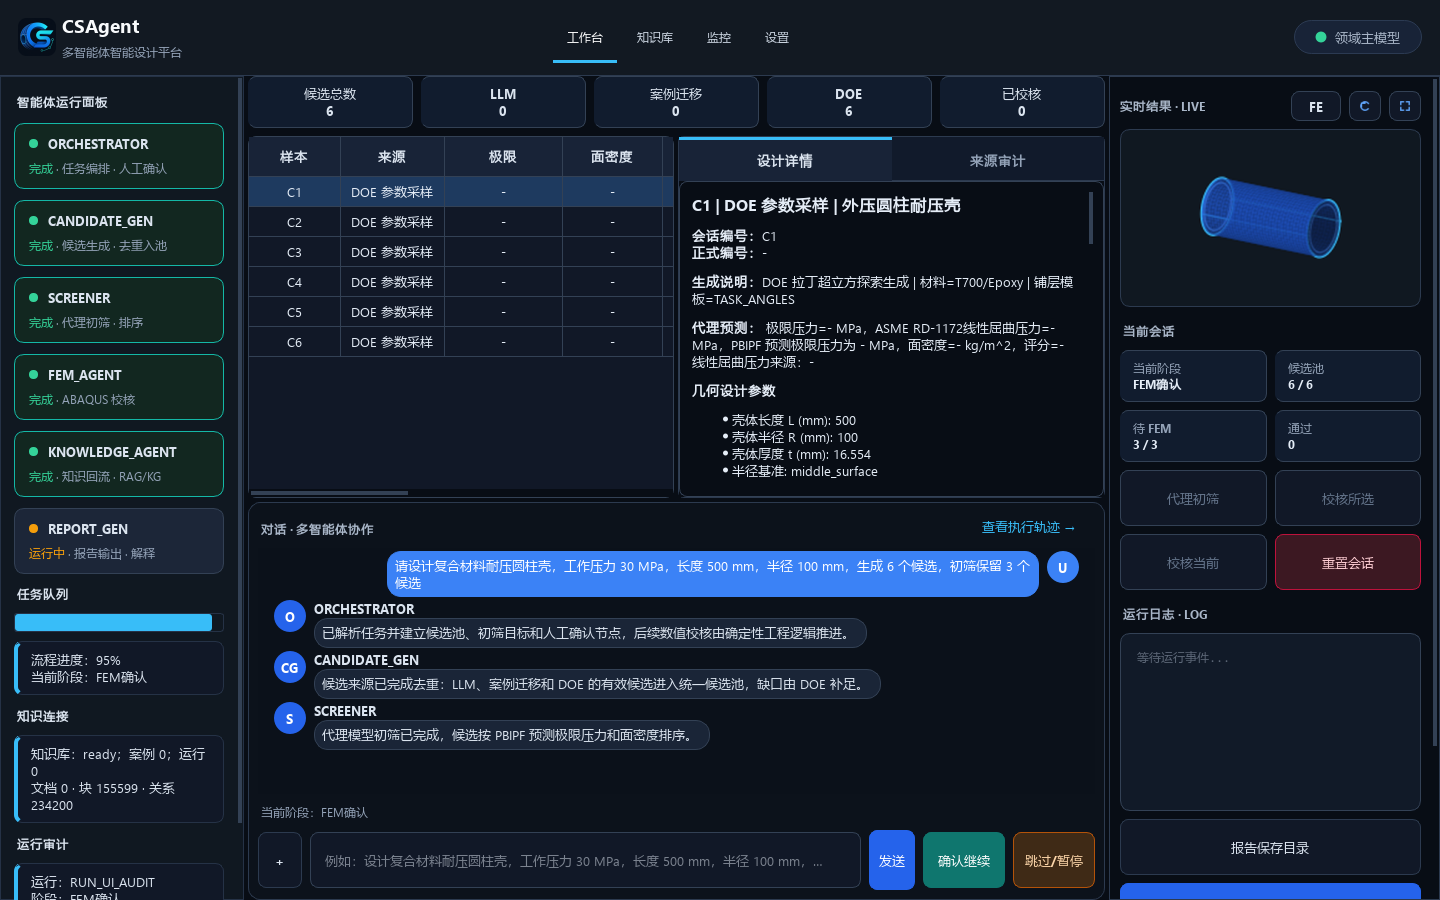 CSAgent
多智能体智能设计平台
工作台
知识库
监控
设置
领域主模型
智能体运行面板
ORCHESTRATOR
完成 · 任务编排 · 人工确认
CANDIDATE_GEN
完成 · 候选生成 · 去重入池
SCREENER
完成 · 代理初筛 · 排序
FEM_AGENT
完成 · ABAQUS 校核
KNOWLEDGE_AGENT
完成 · 知识回流 · RAG/KG
REPORT_GEN
运行中 · 报告输出 · 解释
任务队列
流程进度：95%
当前阶段：FEM确认
知识连接
知识库：ready；案例 0；运行
0
文档 0 · 块 155599 · 关系
234200
运行审计
运行：RUN_UI_AUDIT
阶段：FEM确认
候选总数
6
LLM
0
案例迁移
0
DOE
6
已校核
0
样本 来源 极限 面密度
C1 DOE 参数采样 - -
C2 DOE 参数采样 - -
C3 DOE 参数采样 - -
C4 DOE 参数采样 - -
C5 DOE 参数采样 - -
C6 DOE 参数采样 - -
设计详情
来源审计
C1 | DOE 参数采样 | 外压圆柱耐压壳
会话编号：C1
正式编号：-
生成说明：DOE 拉丁超立方探索生成 | 材料=T700/Epoxy | 铺层模
板=TASK_ANGLES
代理预测： 极限压力=- MPa，ASME RD-1172线性屈曲压力=-
MPa，PBIPF 预测极限压力为 - MPa，面密度=- kg/m^2，评分=-
线性屈曲压力来源：-
几何设计参数
• 壳体长度 L (mm): 500
• 壳体半径 R (mm): 100
• 壳体厚度 t (mm): 16.554
• 半径基准: middle_surface
对话 · 多智能体协作
查看执行轨迹 →
请设计复合材料耐压圆柱壳，工作压力 30 MPa，长度 500 mm，半径 100 mm，生成 6 个候选，初筛保留 3 个
候选
U
O
ORCHESTRATOR
已解析任务并建立候选池、初筛目标和人工确认节点，后续数值校核由确定性工程逻辑推进。
CG
CANDIDATE_GEN
候选来源已完成去重：LLM、案例迁移和 DOE 的有效候选进入统一候选池，缺口由 DOE 补足。
S
SCREENER
代理模型初筛已完成，候选按 PBIPF 预测极限压力和面密度排序。
当前阶段：FEM确认
+
例如：设计复合材料耐压圆柱壳，工作压力 30 MPa，长度 500 mm，半径 100 mm，...
发送
确认继续
跳过/暂停
实时结果 · LIVE
FE
当前会话
当前阶段
FEM确认
候选池
6 / 6
待 FEM
3 / 3
通过
0
代理初筛
校核所选
校核当前
重置会话
运行日志 · LOG
等待运行事件...
报告保存目录